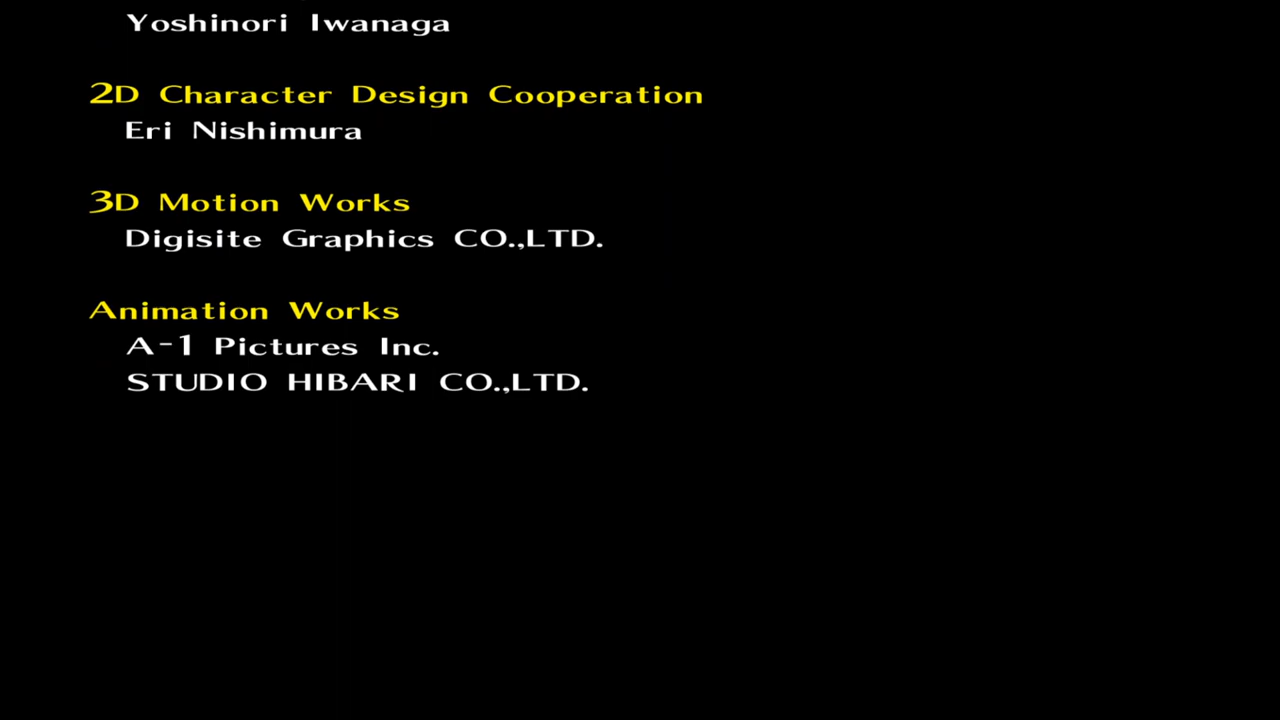 Yoshinori Iwanaga
2D Character Design Cooperation
Eri Nishimura
3D Motion Works
Digisite Graphics CO.,LTD.
Animation Works
A-1 Pictures Inc.
STUDIO HIBARI CO.,LTD.